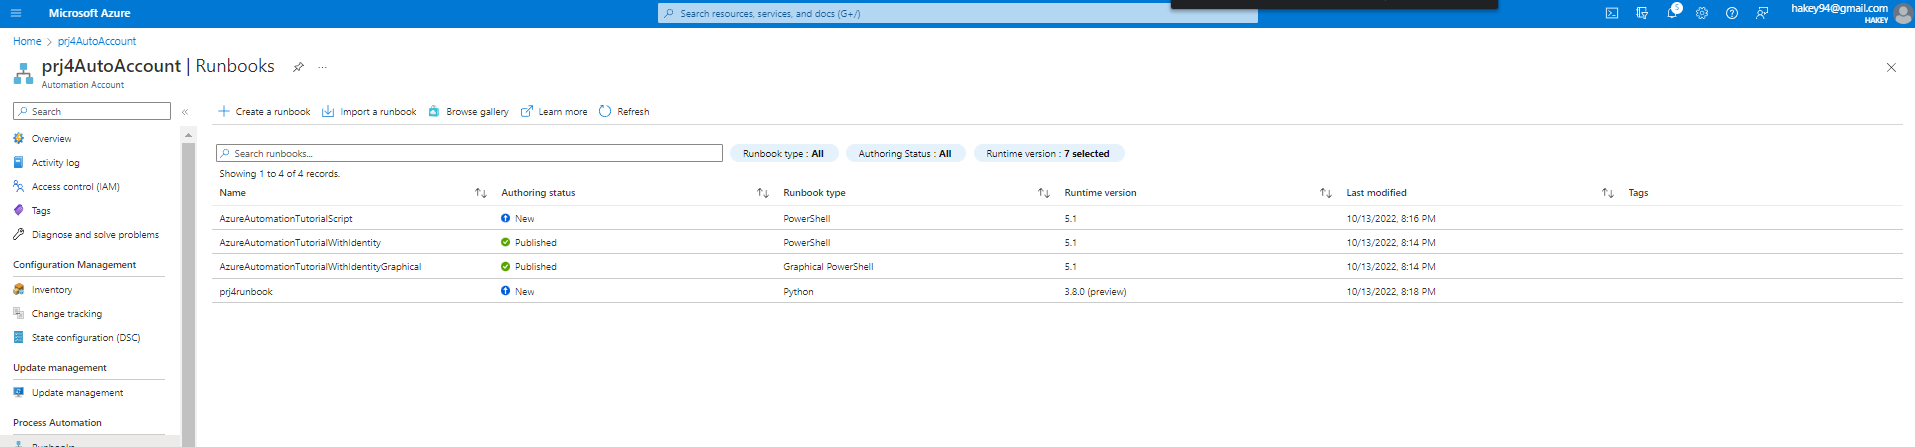 Microsoft Azure
Search resources, services, and docs (G+/)
5
hakey94@gmail.com
HAKEY
Home > prj4AutoAccount
prj4AutoAccount | Runbooks
...
Automation Account
Search
«
Create a runbook
Import a runbook
Browse gallery
Learn more
Refresh
Overview
Activity log
Access control (IAM)
Tags
Diagnose and solve problems
Configuration Management
Inventory
Change tracking
State configuration (DSC)
Update management
Update management
Process Automation
Runbooks
Search runbooks...
Runbook type : All
Authoring Status : All
Runtime version : 7 selected
Showing 1 to 4 of 4 records.
Name Authoring status Runbook type Runtime version Last modified Tags
AzureAutomationTutorialScript New PowerShell 5.1 10/13/2022, 8:16 PM
AzureAutomationTutorialWithIdentity Published PowerShell 5.1 10/13/2022, 8:14 PM
AzureAutomationTutorialWithIdentityGraphical Published Graphical PowerShell 5.1 10/13/2022, 8:14 PM
prj4runbook New Python 3.8.0 (preview) 10/13/2022, 8:18 PM